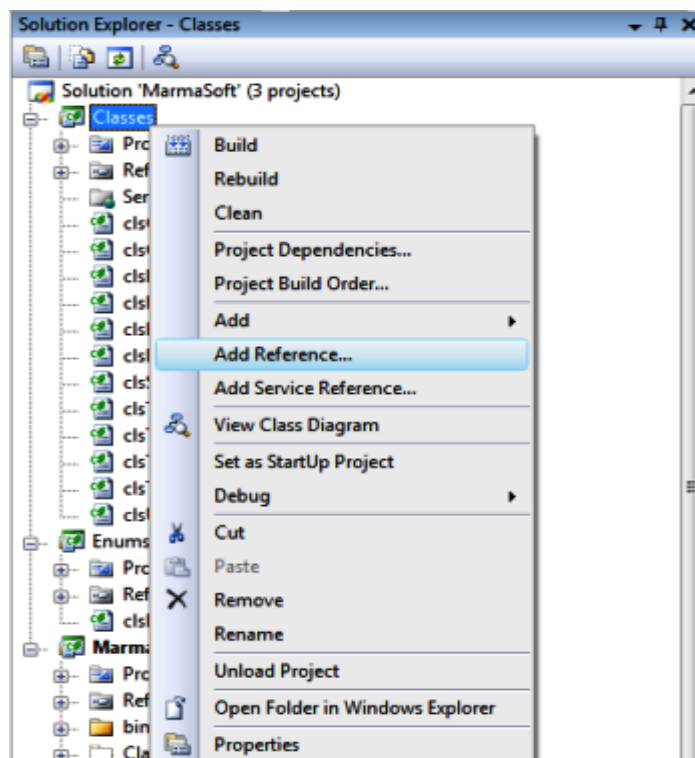 Solution Explorer - Classes
Solution 'MarmaSoft' (3 projects)
Classes
Build
Rebuild
Clean
Project Dependencies...
Project Build Order...
Add
Add Reference...
Add Service Reference...
View Class Diagram
Set as StartUp Project
Debug
Cut
Enums
Paste
Remove
Rename
Unload Project
Open Folder in Windows Explorer
Properties